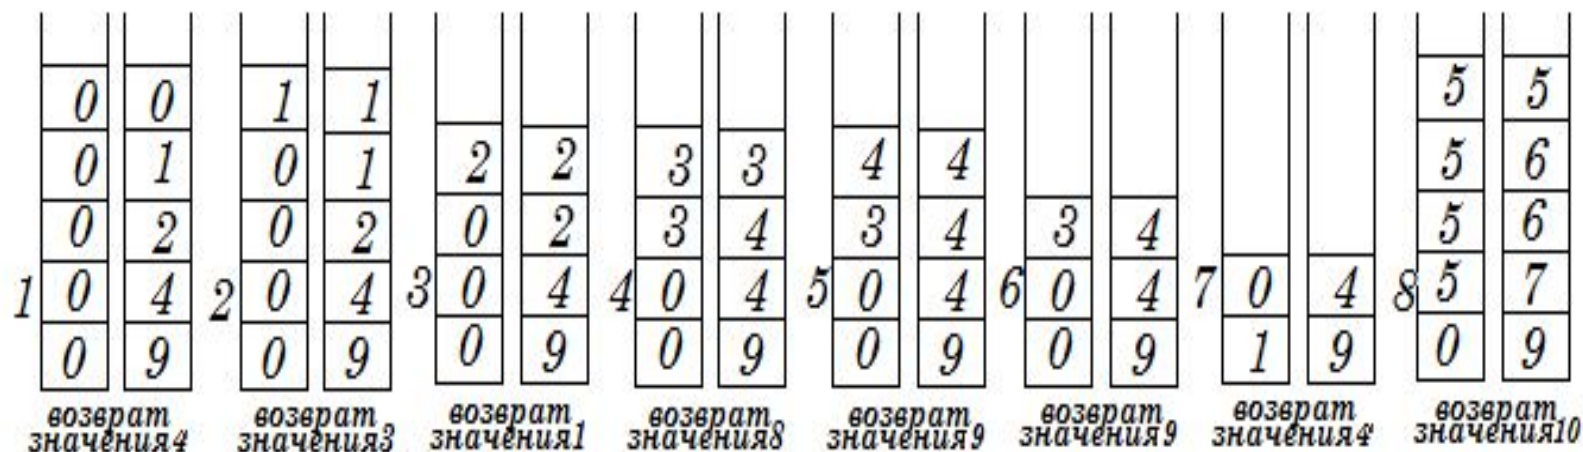 0 0 1 1 5 5
0 1 0 1 2 2 3 3 4 4 5 6
0 2 0 2 0 2 3 4 3 4 3 4 5 6
1 0 4 2 0 4 3 0 4 4 0 4 5 0 4 6 0 4 7 0 4 8 5 7
0 9 0 9 0 9 0 9 0 9 0 9 1 9 0 9
возврат возврат возврат возврат возврат возврат возврат возврат
значения4 значения3 значения1 значения8 значения9 значения9 значения4 значения10